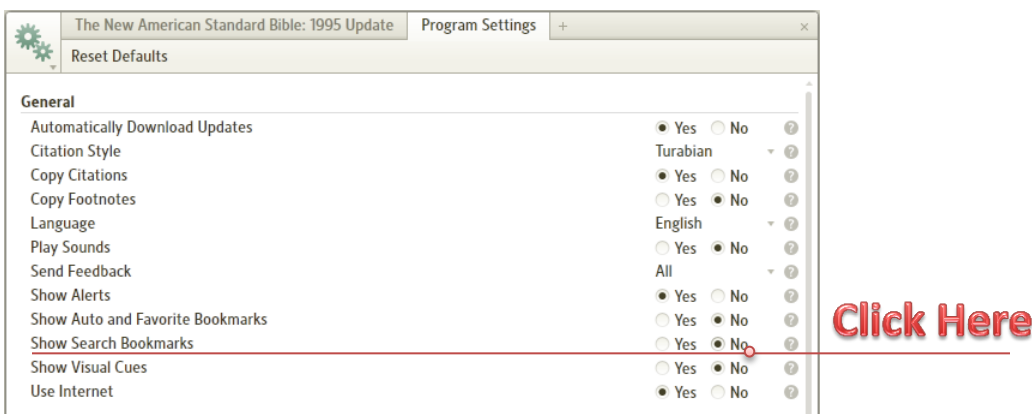 The New American Standard Bible: 1995 Update Program Settings + ×
Reset Defaults
General
Automatically Download Updates Yes No ?
Citation Style Turabian ?
Copy Citations Yes No ?
Copy Footnotes Yes No ?
Language English ?
Play Sounds Yes No ?
Send Feedback All ?
Show Alerts Yes No ?
Show Auto and Favorite Bookmarks Yes No ?
Show Search Bookmarks Yes No ?
Click Here
Show Visual Cues Yes No ?
Use Internet Yes No ?